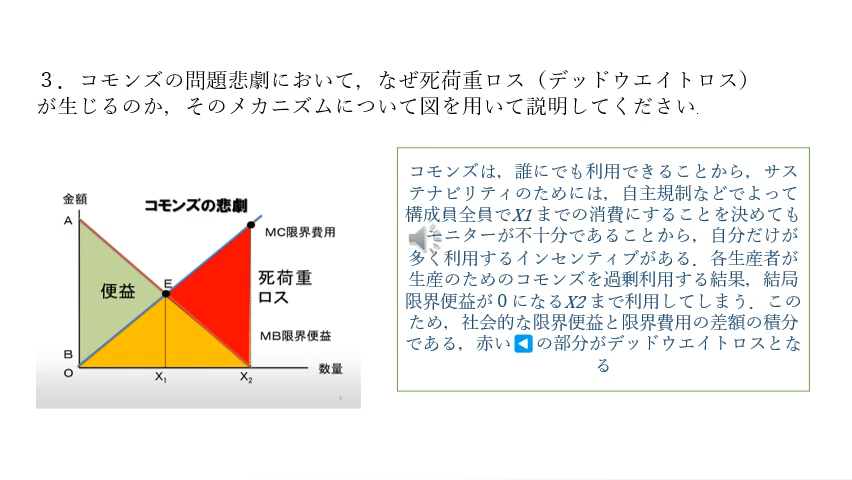 ３．コモンズの問題悲劇において，なぜ死荷重ロス（デッドウエイトロス）
が生じるのか，そのメカニズムについて図を用いて説明してください.
金額
コモンズの悲劇
A
MC限界費用
E
便益
死荷重
ロス
MB限界便益
B
O
X₁
X₂
数量
コモンズは，誰にでも利用できることから，サス
テナビリティのためには，自主規制などでよって
構成員全員でX1までの消費にすることを決めても
モニターが不十分であることから，自分だけが
多く利用するインセンティブがある．各生産者が
生産のためのコモンズを過剰利用する結果，結局
限界便益が０になるX2まで利用してしまう．この
ため，社会的な限界便益と限界費用の差額の積分
である，赤い◀の部分がデッドウエイトロスとな
る